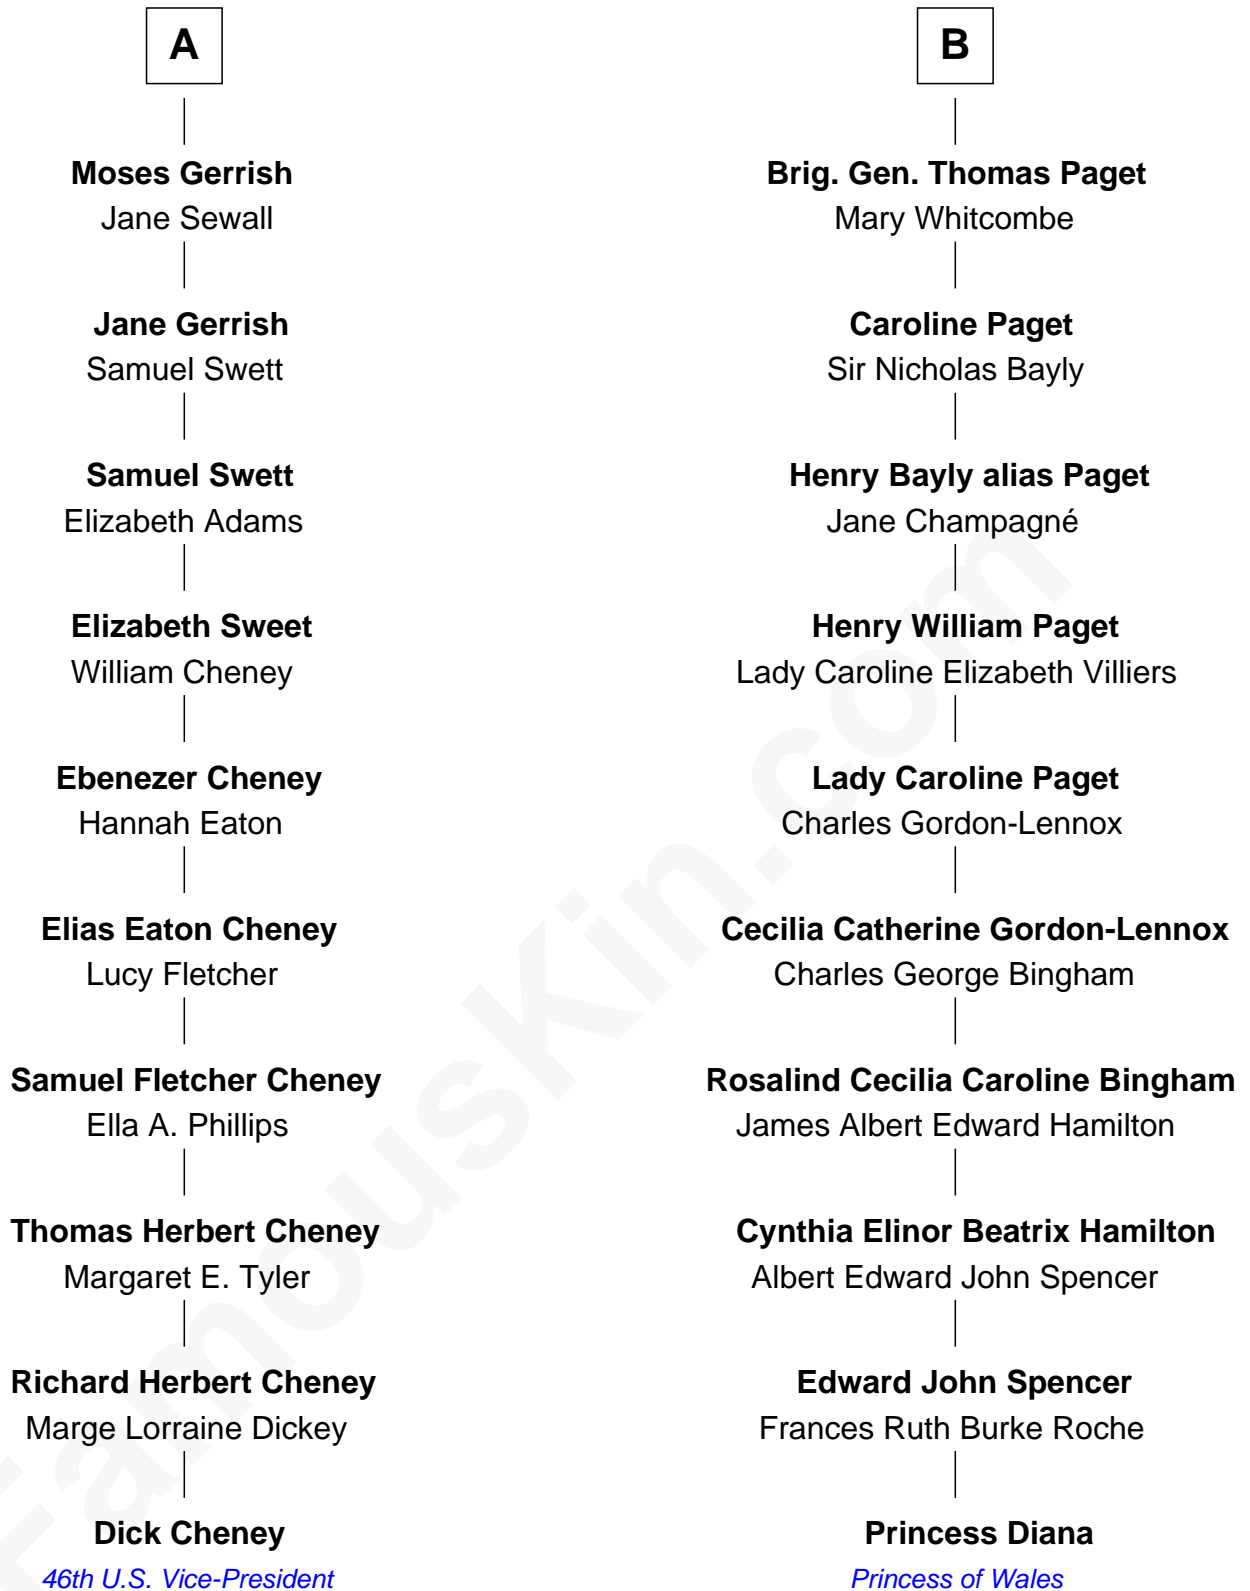 A
Moses Gerrish
Jane Sewall
Jane Gerrish
Samuel Swett
Samuel Swett
Elizabeth Adams
Elizabeth Sweet
William Cheney
Ebenezer Cheney
Hannah Eaton
Elias Eaton Cheney
Lucy Fletcher
Samuel Fletcher Cheney
Ella A. Phillips
Thomas Herbert Cheney
Margaret E. Tyler
Richard Herbert Cheney
Marge Lorraine Dickey
Dick Cheney
46th U.S. Vice-President
B
Brig. Gen. Thomas Paget
Mary Whitcombe
Caroline Paget
Sir Nicholas Bayly
Henry Bayly alias Paget
Jane Champagné
Henry William Paget
Lady Caroline Elizabeth Villiers
Lady Caroline Paget
Charles Gordon-Lennox
Cecilia Catherine Gordon-Lennox
Charles George Bingham
Rosalind Cecilia Caroline Bingham
James Albert Edward Hamilton
Cynthia Elinor Beatrix Hamilton
Albert Edward John Spencer
Edward John Spencer
Frances Ruth Burke Roche
Princess Diana
Princess of Wales
FamousKin.com